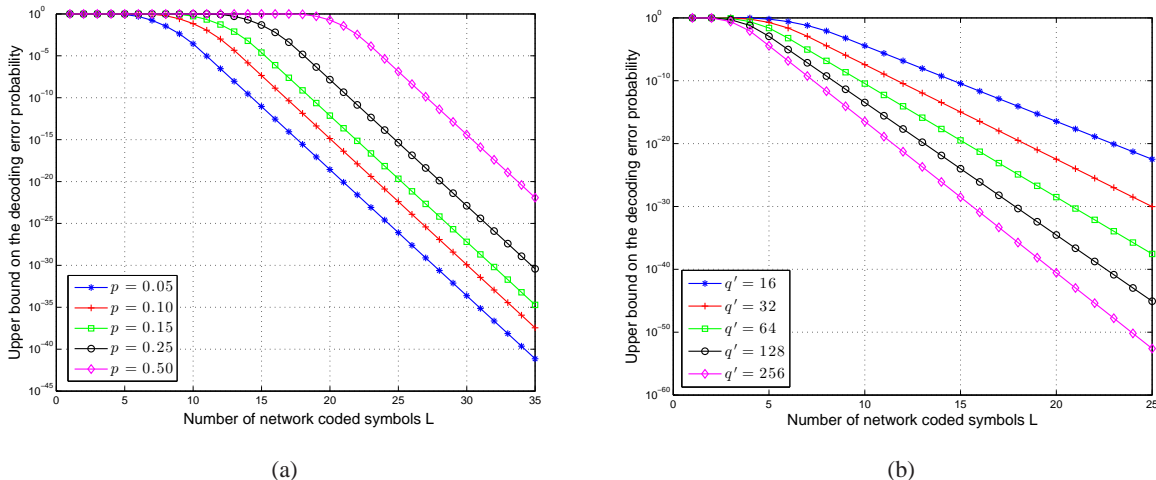 10^0
10^-5
10^-10
10^-15
10^-20
10^-25
10^-30
10^-35
10^-40
10^-45
0 5 10 15 20 25 30 35
Upper bound on the decoding error probability
Number of network coded symbols L
p = 0.05
p = 0.10
p = 0.15
p = 0.25
p = 0.50
(a)
10^0
10^-10
10^-20
10^-30
10^-40
10^-50
10^-60
0 5 10 15 20 25
Upper bound on the decoding error probability
Number of network coded symbols L
q′ = 16
q′ = 32
q′ = 64
q′ = 128
q′ = 256
(b)